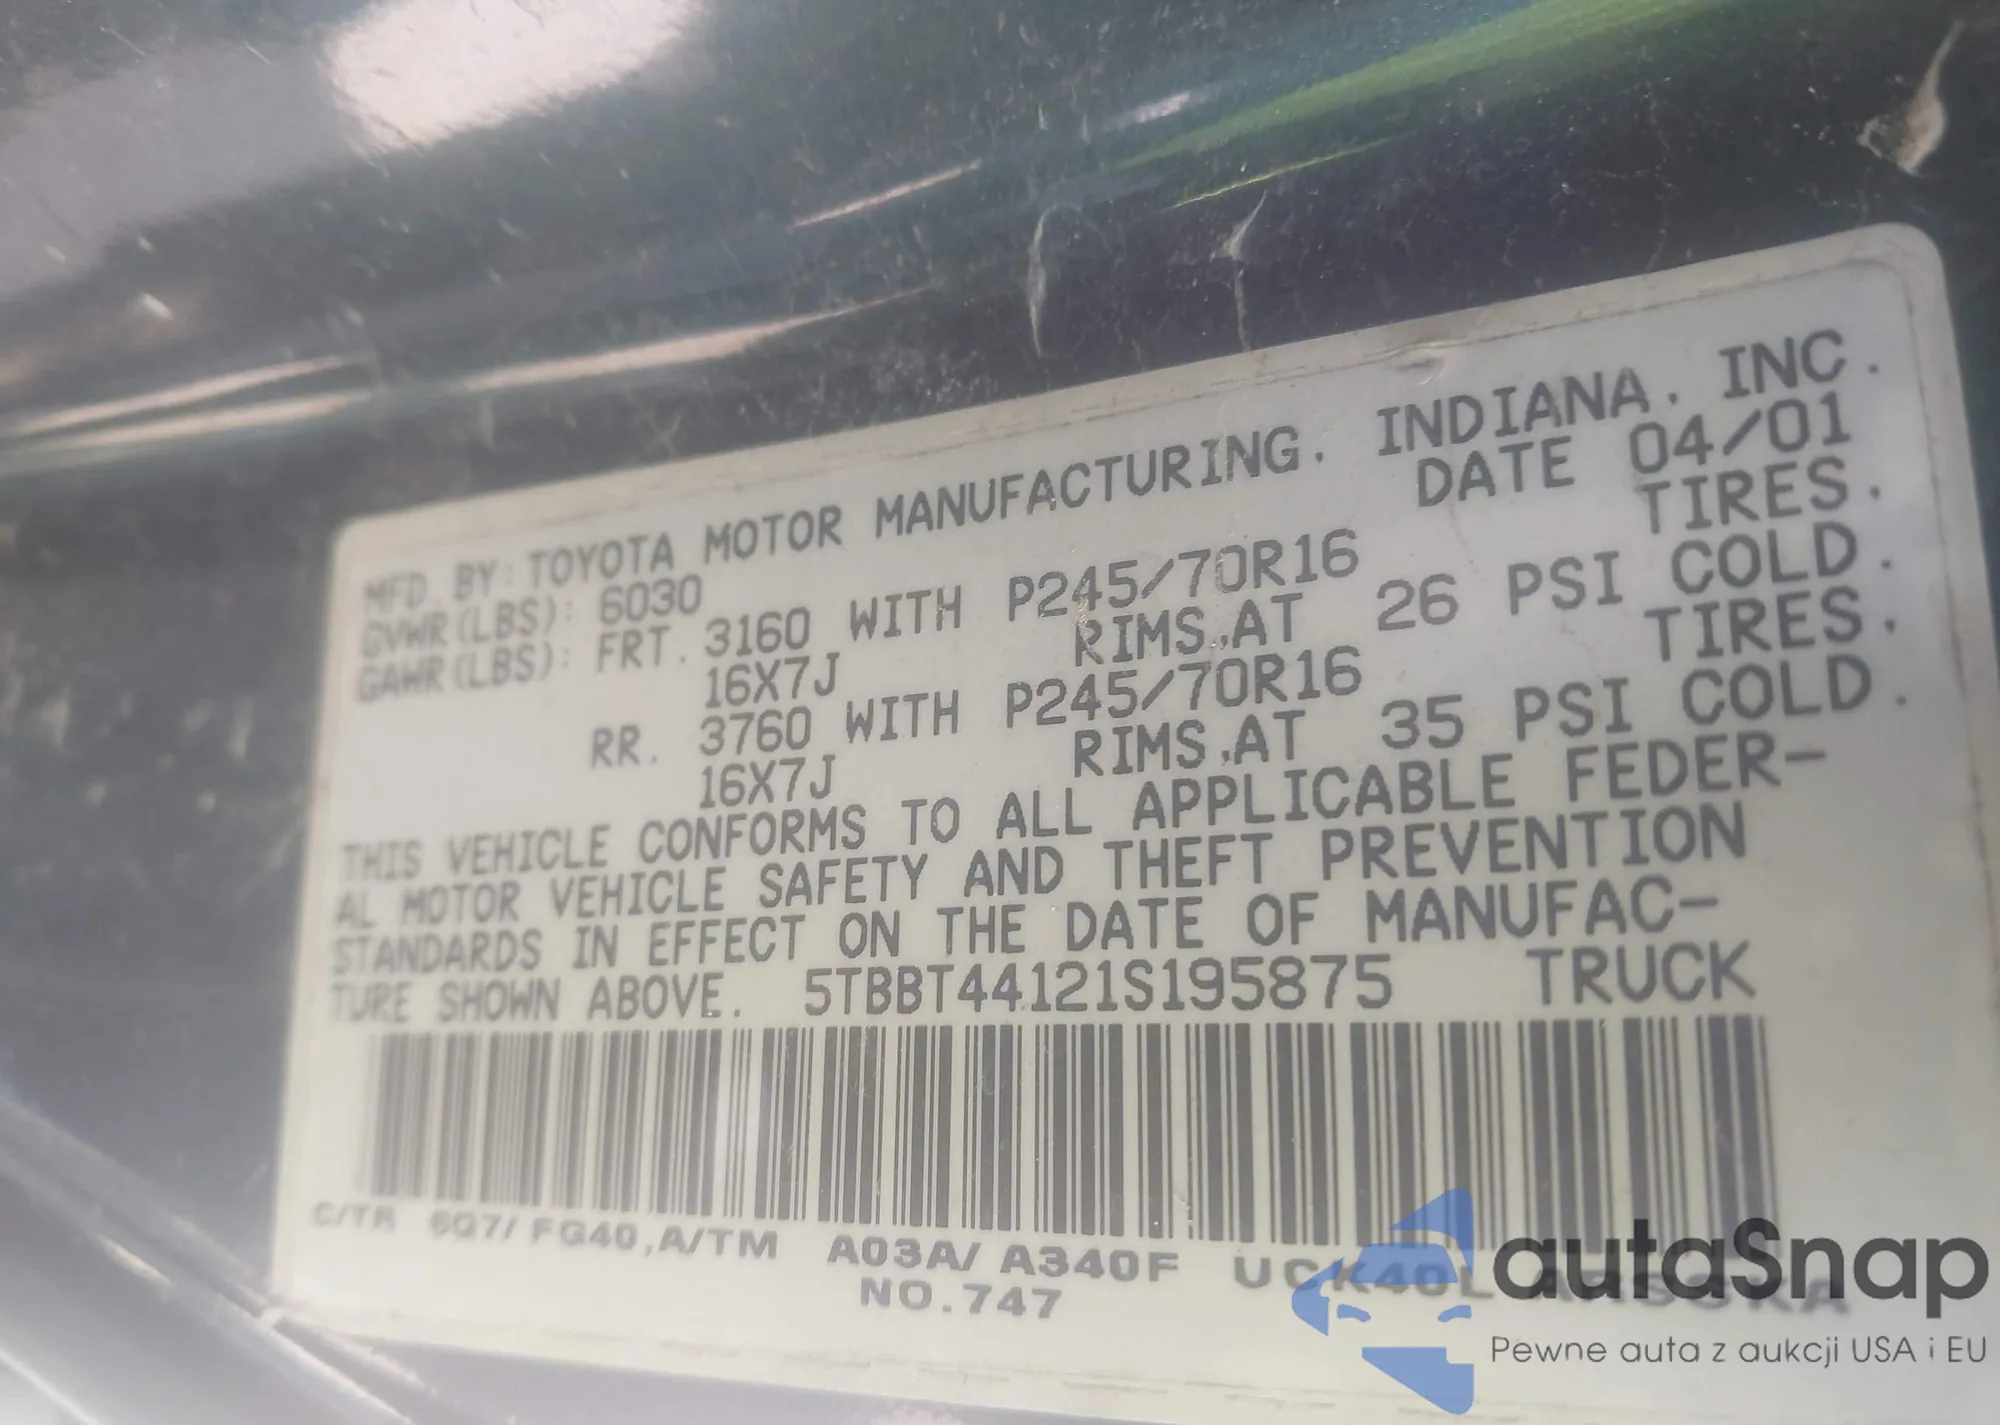 MFD. BY: TOYOTA MOTOR MANUFACTURING, INDIANA, INC.
GVWR(LBS): 6030 DATE 04/01
GAWR(LBS): FRT. 3160 WITH P245/70R16 TIRES,
16X7J RIMS,AT 26 PSI COLD.
RR. 3760 WITH P245/70R16 TIRES,
16X7J RIMS,AT 35 PSI COLD.
THIS VEHICLE CONFORMS TO ALL APPLICABLE FEDER-
AL MOTOR VEHICLE SAFETY AND THEFT PREVENTION
STANDARDS IN EFFECT ON THE DATE OF MANUFAC-
TURE SHOWN ABOVE. 5TBBT44121S195875 TRUCK
C/TR 6Q7/FG40,A/TM A03A/A340F UCK40L
NO.747
autaSnap
Pewne auta z aukcji USA i EU